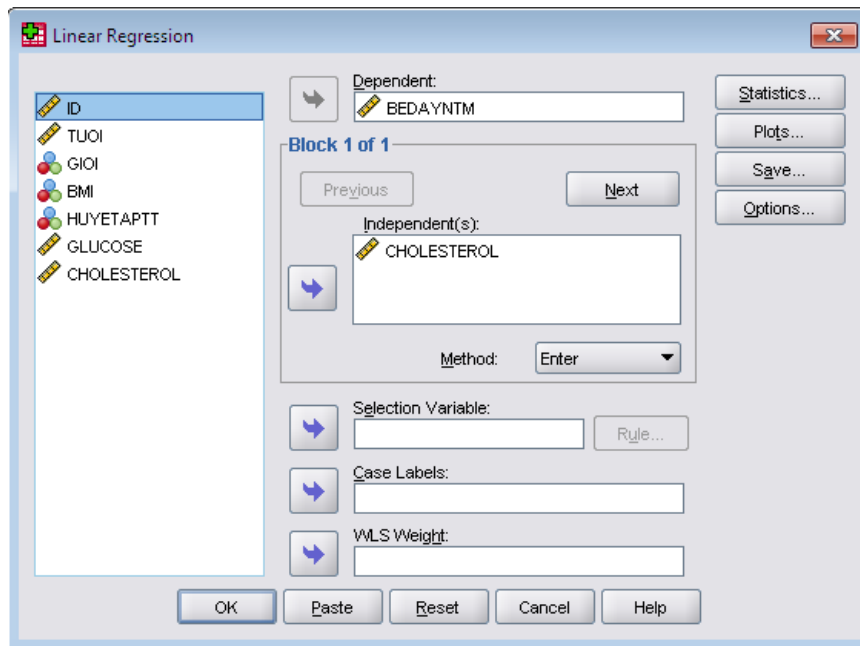 Linear Regression
ID
TUOI
GIOI
BMI
HUYETAPTT
GLUCOSE
CHOLESTEROL
Dependent:
BEDAYNTM
Block 1 of 1
Previous
Next
Independent(s):
CHOLESTEROL
Method:
Enter
Selection Variable:
Rule...
Case Labels:
WLS Weight:
Statistics...
Plots...
Save...
Options...
OK
Paste
Reset
Cancel
Help